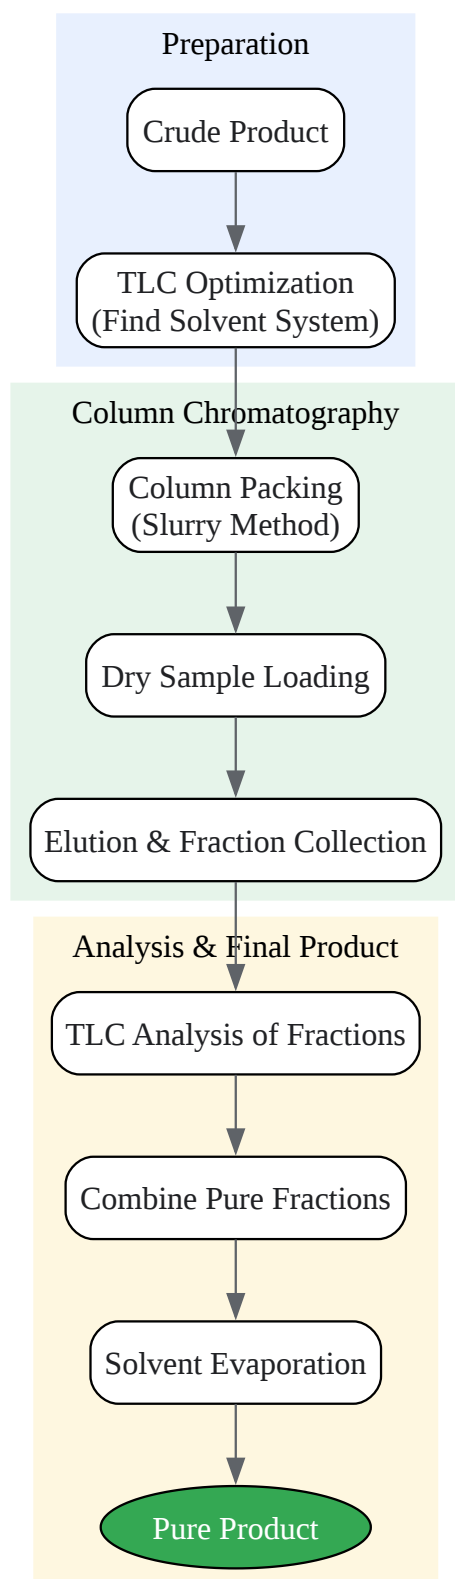 Preparation
Crude Product
TLC Optimization
(Find Solvent System)
Column Chromatography
Column Packing
(Slurry Method)
Dry Sample Loading
Elution & Fraction Collection
Analysis & Final Product
TLC Analysis of Fractions
Combine Pure Fractions
Solvent Evaporation
Pure Product